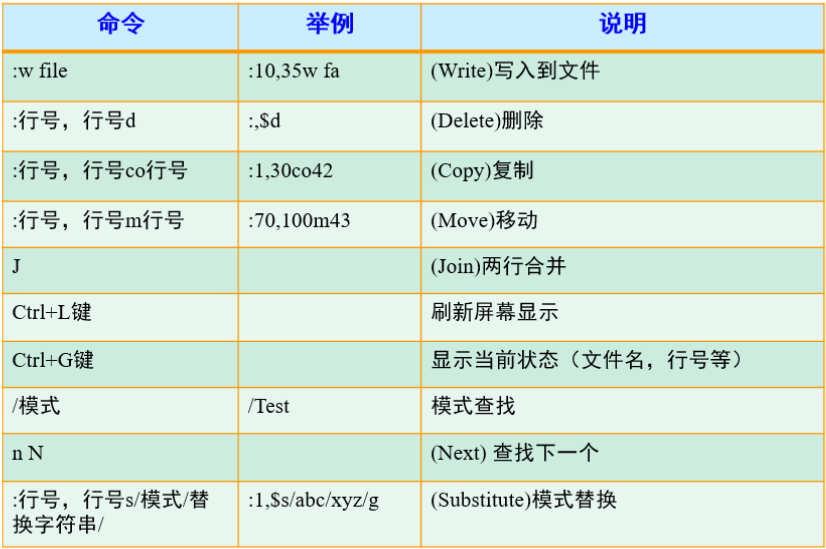 命令 举例 说明
:w file :10,35w fa (Write)写入到文件
:行号，行号d :,$d (Delete)删除
:行号，行号co行号 :1,30co42 (Copy)复制
:行号，行号m行号 :70,100m43 (Move)移动
J (Join)两行合并
Ctrl+L键 刷新屏幕显示
Ctrl+G键 显示当前状态（文件名，行号等）
/模式 /Test 模式查找
n N (Next) 查找下一个
:行号，行号s/模式/替 :1,$s/abc/xyz/g (Substitute)模式替换
换字符串/